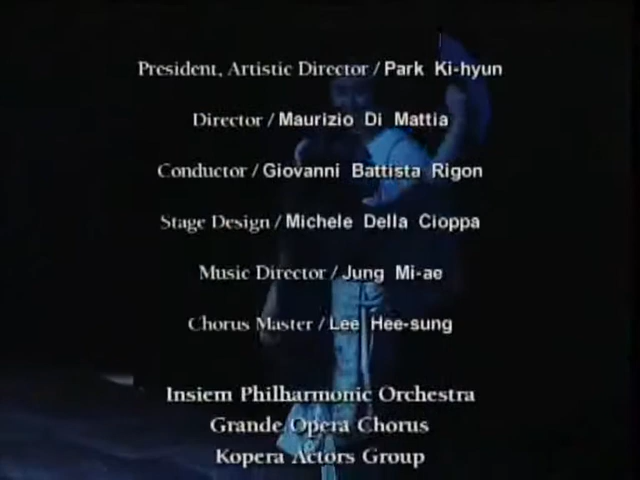 President, Artistic Director / Park Ki-hyun
Director / Maurizio Di Mattia
Conductor / Giovanni Battista Rigon
Stage Design / Michele Della Cioppa
Music Director / Jung Mi-ae
Chorus Master / Lee Hee-sung
Insiem Philharmonic Orchestra
Grande Opera Chorus
Kopera Actors Group